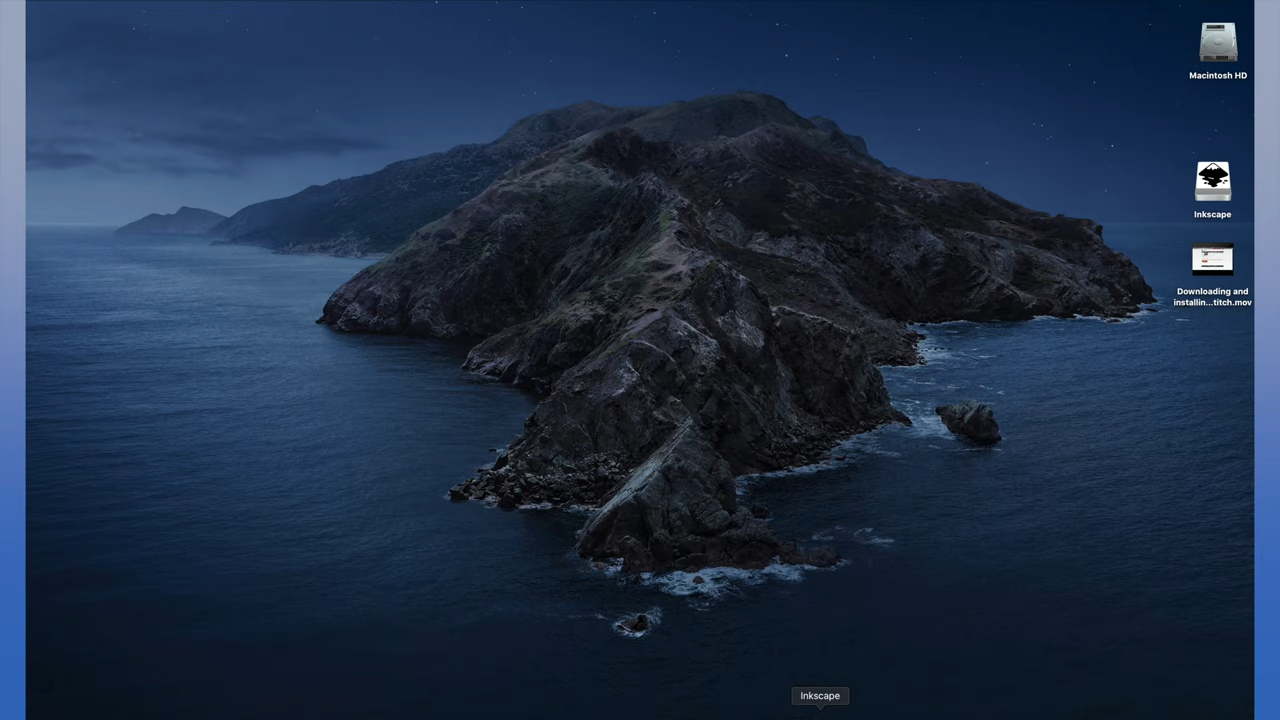 Macintosh HD
Inkscape
Downloading and
installin...titch.mov
Inkscape